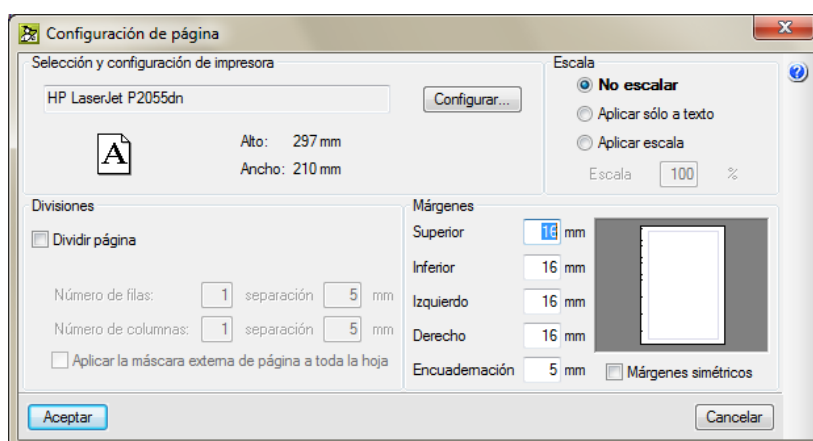 Configuración de página
Selección y configuración de impresora
HP LaserJet P2055dn
Configurar...
A
Alto: 297 mm
Ancho: 210 mm
Escala
No escalar
Aplicar sólo a texto
Aplicar escala
Escala 100 %
Divisiones
Dividir página
Número de filas: 1 separación 5 mm
Número de columnas: 1 separación 5 mm
Aplicar la máscara externa de página a toda la hoja
Márgenes
Superior 16 mm
Inferior 16 mm
Izquierdo 16 mm
Derecho 16 mm
Encuadernación 5 mm
Márgenes simétricos
Aceptar
Cancelar